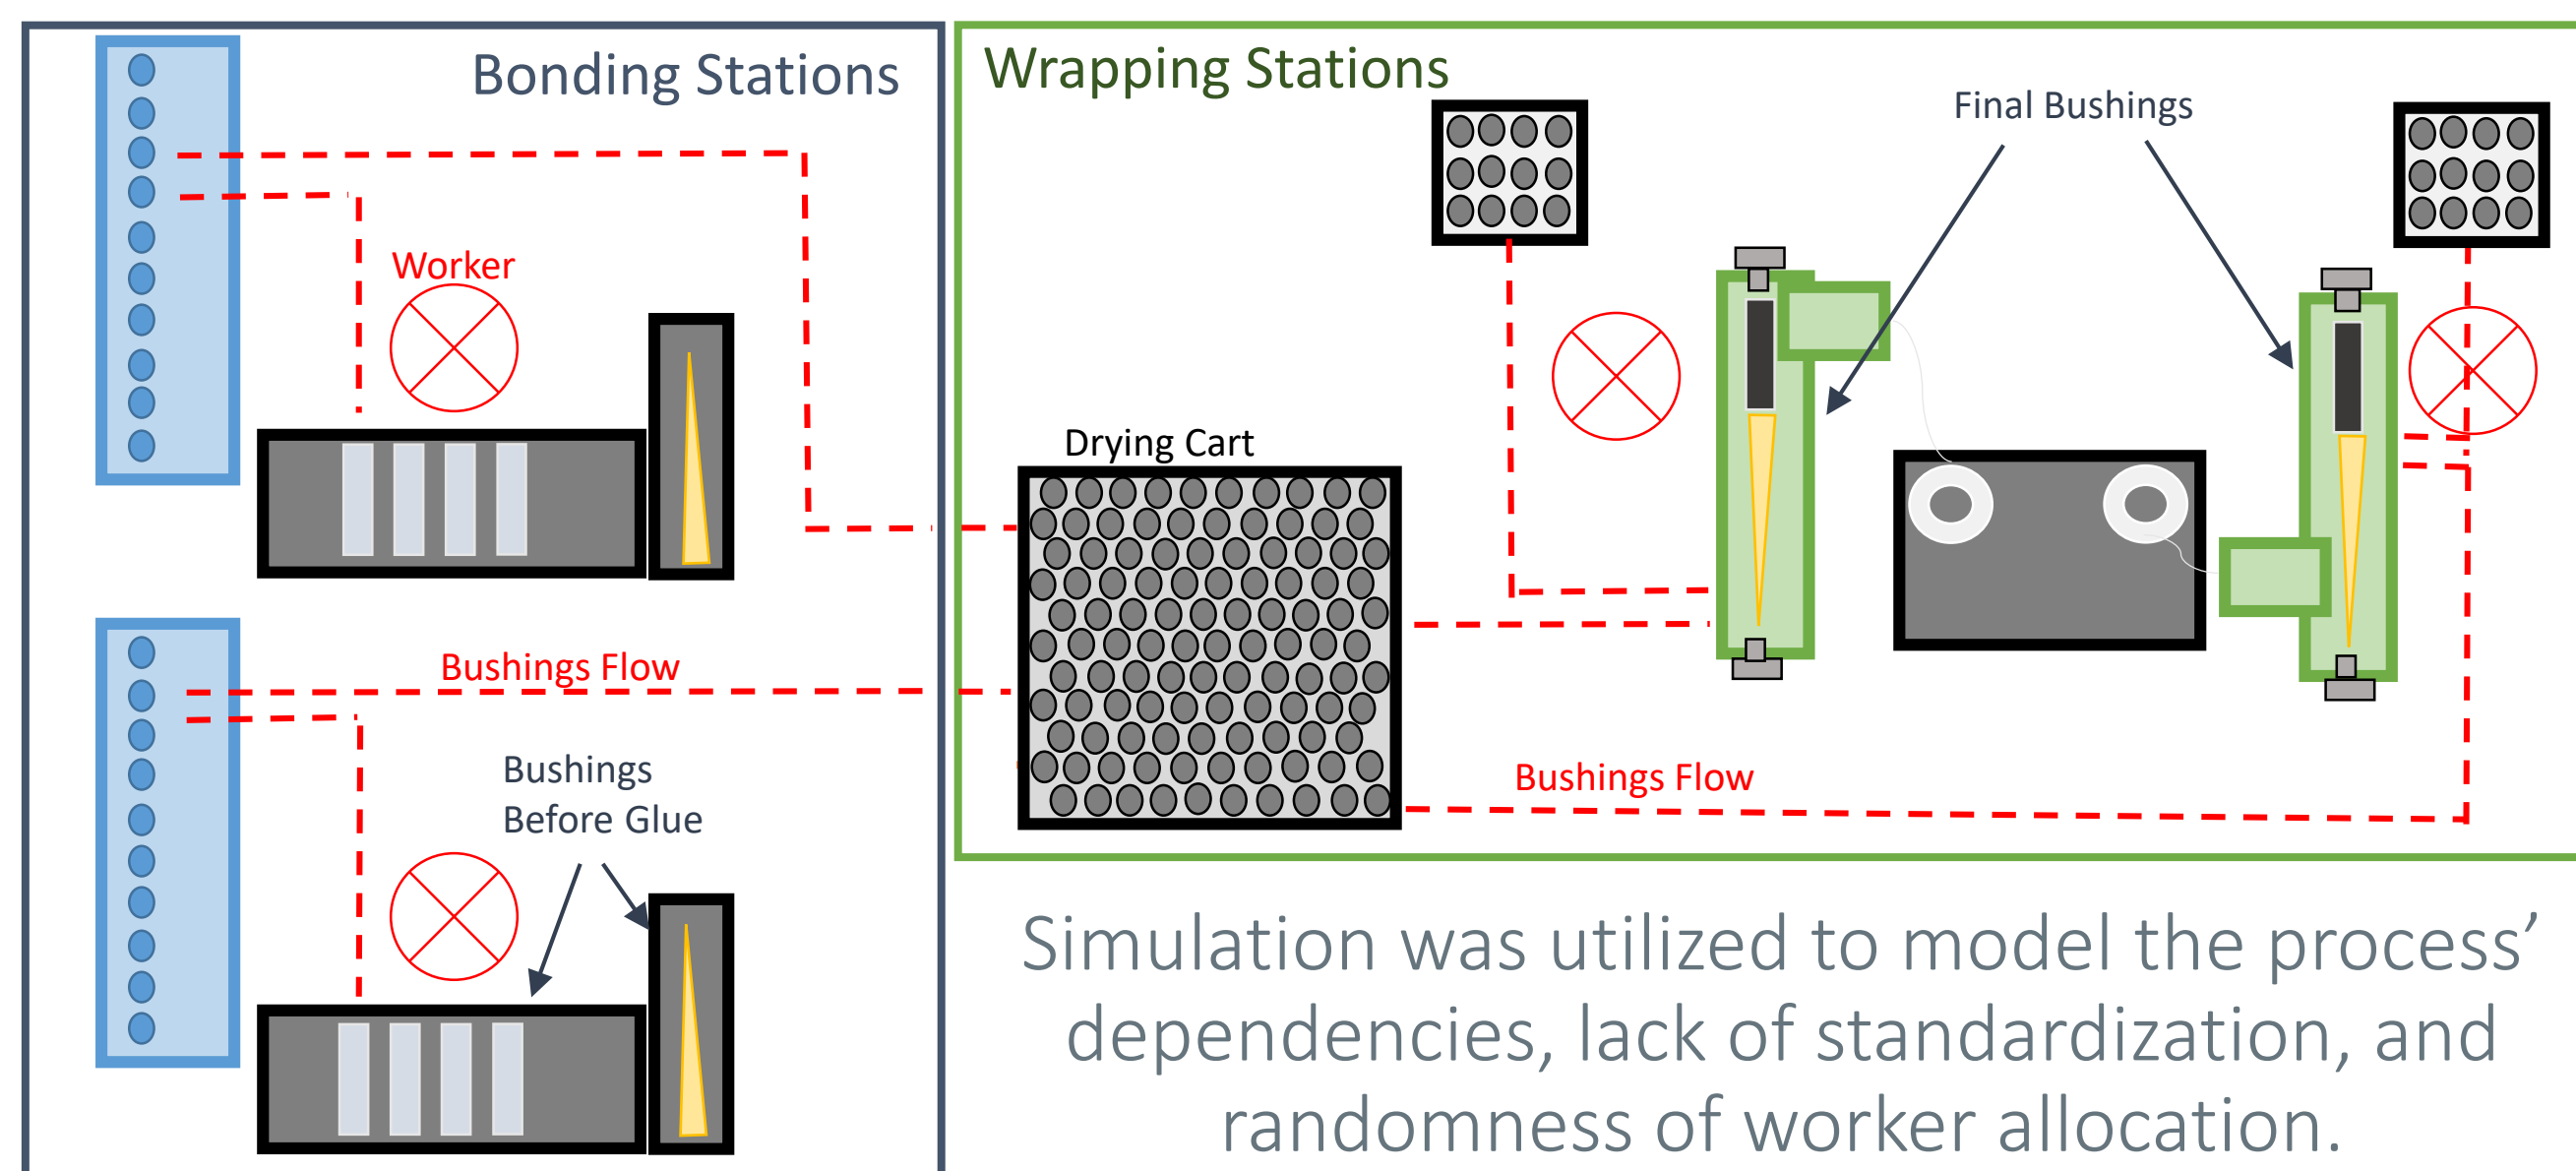 Bonding Stations
Worker
Bushings Flow
Bushings
Before Glue
Wrapping Stations
Final Bushings
Drying Cart
Bushings Flow
Simulation was utilized to model the process’
dependencies, lack of standardization, and
randomness of worker allocation.